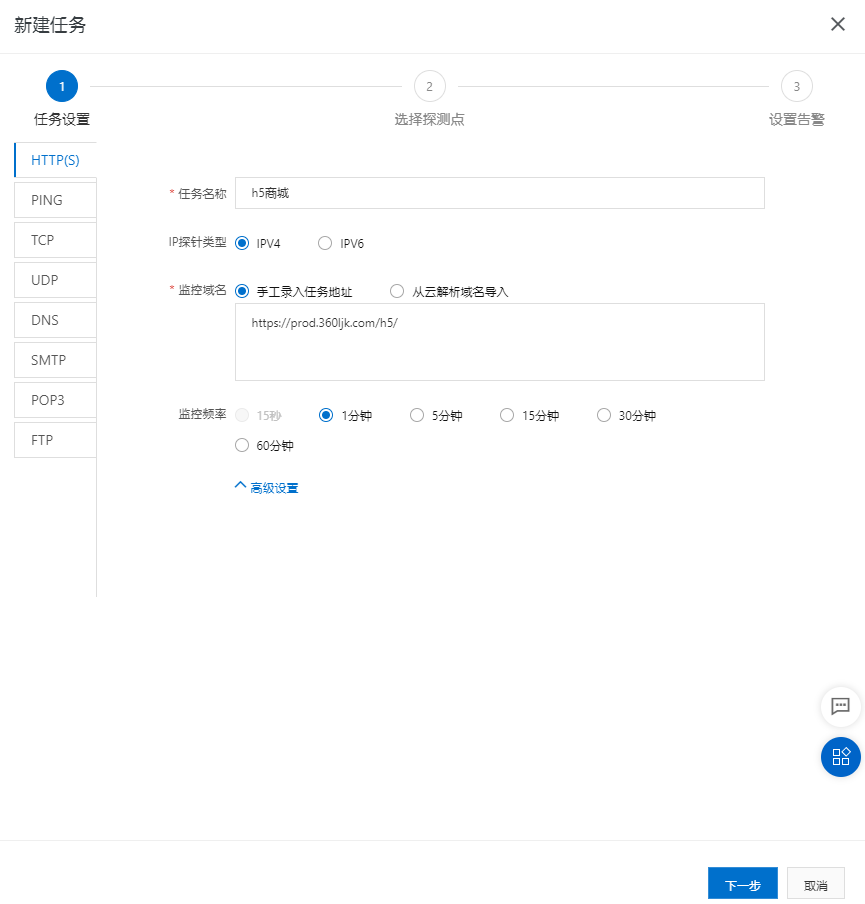 新建任务
1
2
3
任务设置
选择探测点
设置告警
HTTP(S)
PING
TCP
UDP
DNS
SMTP
POP3
FTP
* 任务名称 h5商城
IP探针类型 IPV4 IPV6
* 监控域名 手工录入任务地址 从云解析域名导入
https://prod.360ljk.com/h5/
监控频率 15秒 1分钟 5分钟 15分钟 30分钟
60分钟
高级设置
下一步 取消